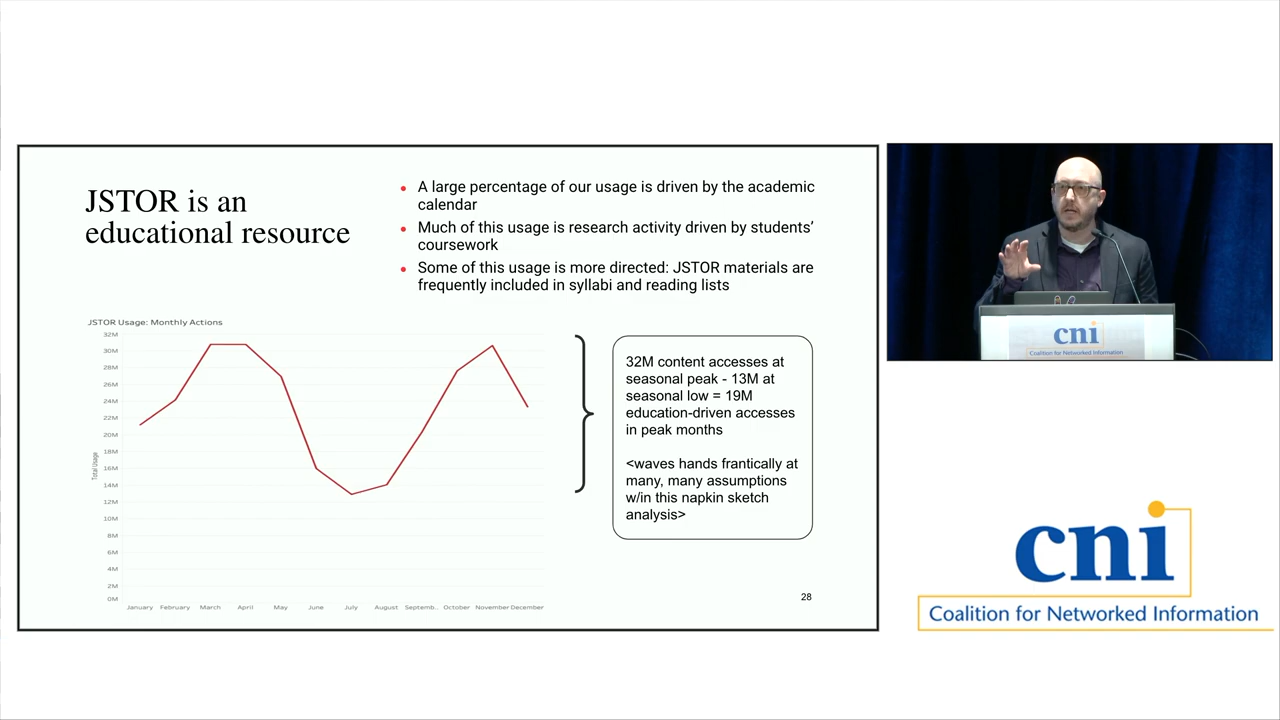 JSTOR is an
educational resource
A large percentage of our usage is driven by the academic
calendar
Much of this usage is research activity driven by students’
coursework
Some of this usage is more directed: JSTOR materials are
frequently included in syllabi and reading lists
JSTOR Usage: Monthly Actions
32M
30M
28M
26M
24M
22M
20M
18M
16M
14M
12M
10M
8M
6M
4M
2M
0M
Total Usage
January February March April May June July August Septemb.. October November December
32M content accesses at
seasonal peak - 13M at
seasonal low = 19M
education-driven accesses
in peak months
<waves hands frantically at
many, many assumptions
w/in this napkin sketch
analysis>
28
cni
Coalition for Networked Information
cni
Coalition for Networked Information